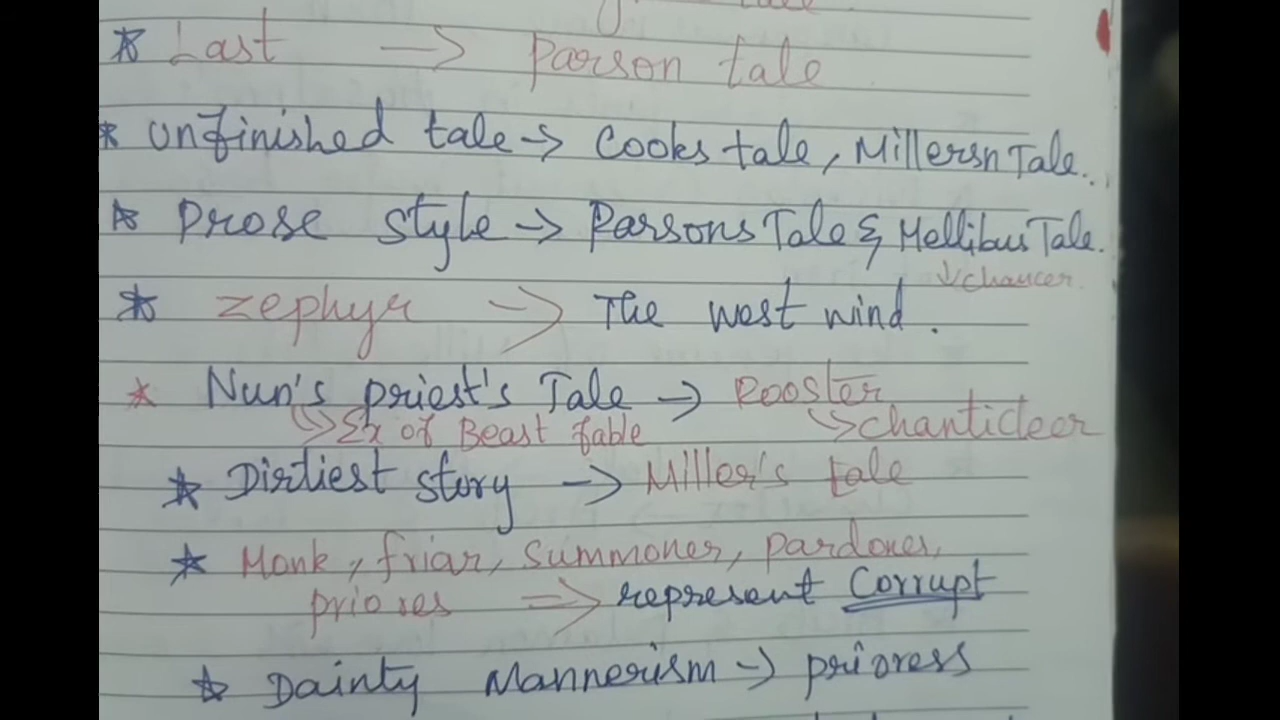 * Last -> Parson tale
* Unfinished tale -> Cooks tale, Millersn Tale..
* Prose style -> Parsons Tale & Mellibus Tale.
↓ chaucer.
* Zephyr -> The west wind.
* Nun's priest's Tale -> Rooster
↳ Ex of Beast fable ↳ chanticleer
* Dirtiest story -> Miller's tale
* Monk, friar, summoner, pardoner,
priores => represent Corrupt
* Dainty Mannerism -> prioress